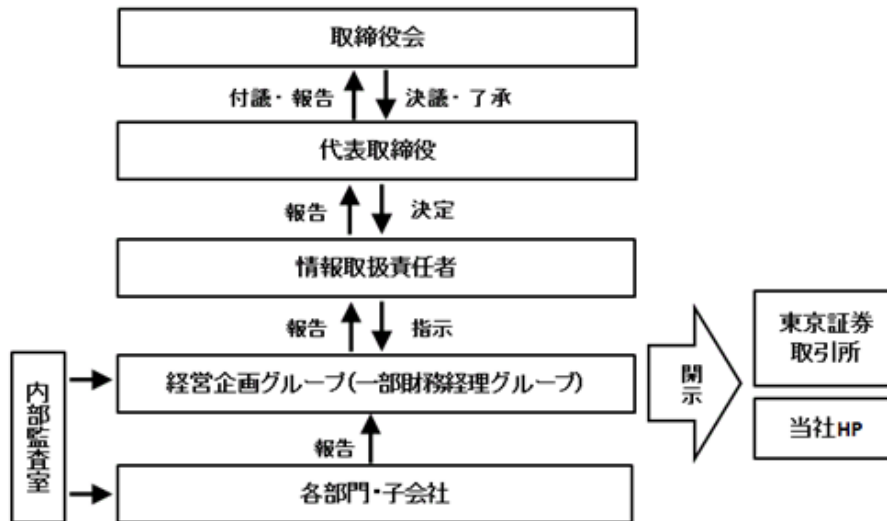 取締役会
付議・報告
決議・了承
代表取締役
報告
決定
情報取扱責任者
報告
指示
経営企画グループ(一部財務経理グループ)
報告
各部門・子会社
内部監査室
開示
東京証券
取引所
当社HP